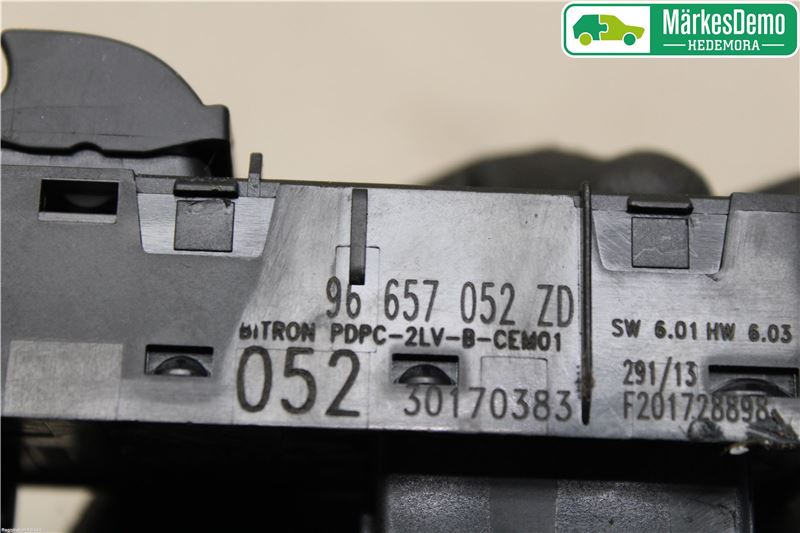 MärkesDemo
HEDEMORA
96 657 052 ZD
BITRON PDPC-2LV-B-CEM01
052
30170383
SW 6.01 HW 6.03
291/13
F201728898